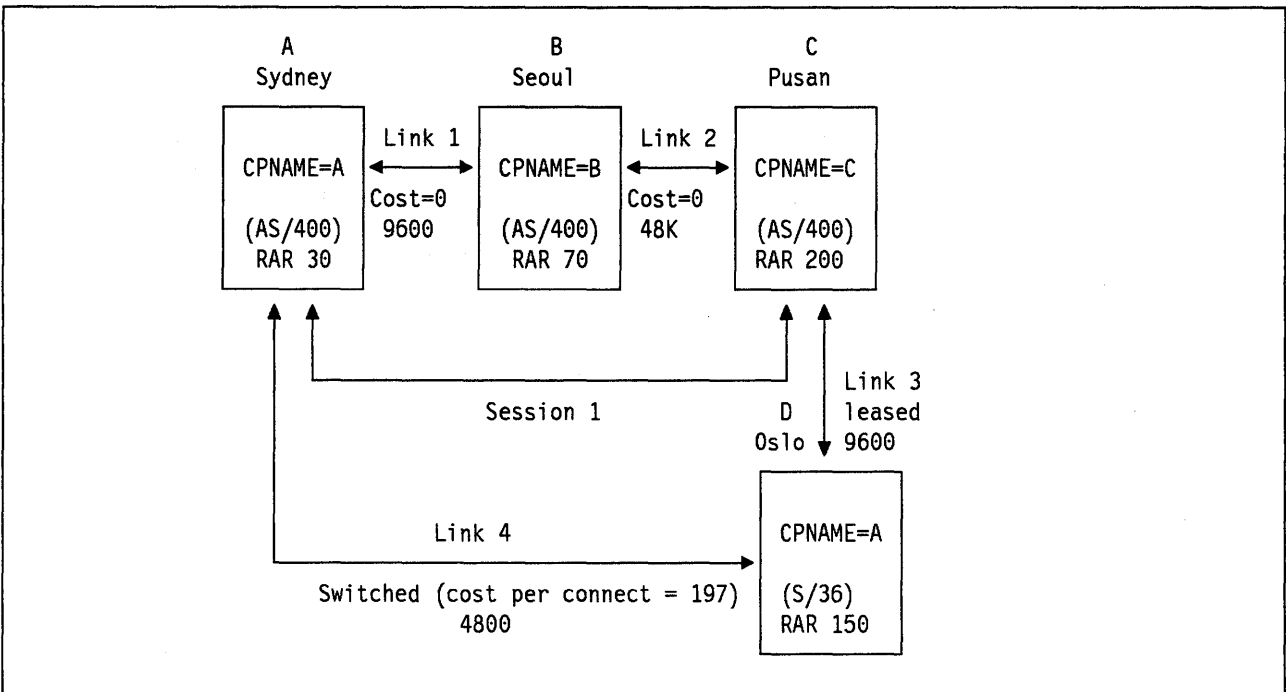 A
Sydney
B
Seoul
C
Pusan
CPNAME=A
(AS/400)
RAR 30
Link 1
Cost=0
9600
CPNAME=B
(AS/400)
RAR 70
Link 2
Cost=0
48K
CPNAME=C
(AS/400)
RAR 200
Session 1
Link 3
leased
9600
D
Oslo
CPNAME=A
(S/36)
RAR 150
Link 4
Switched (cost per connect = 197)
4800